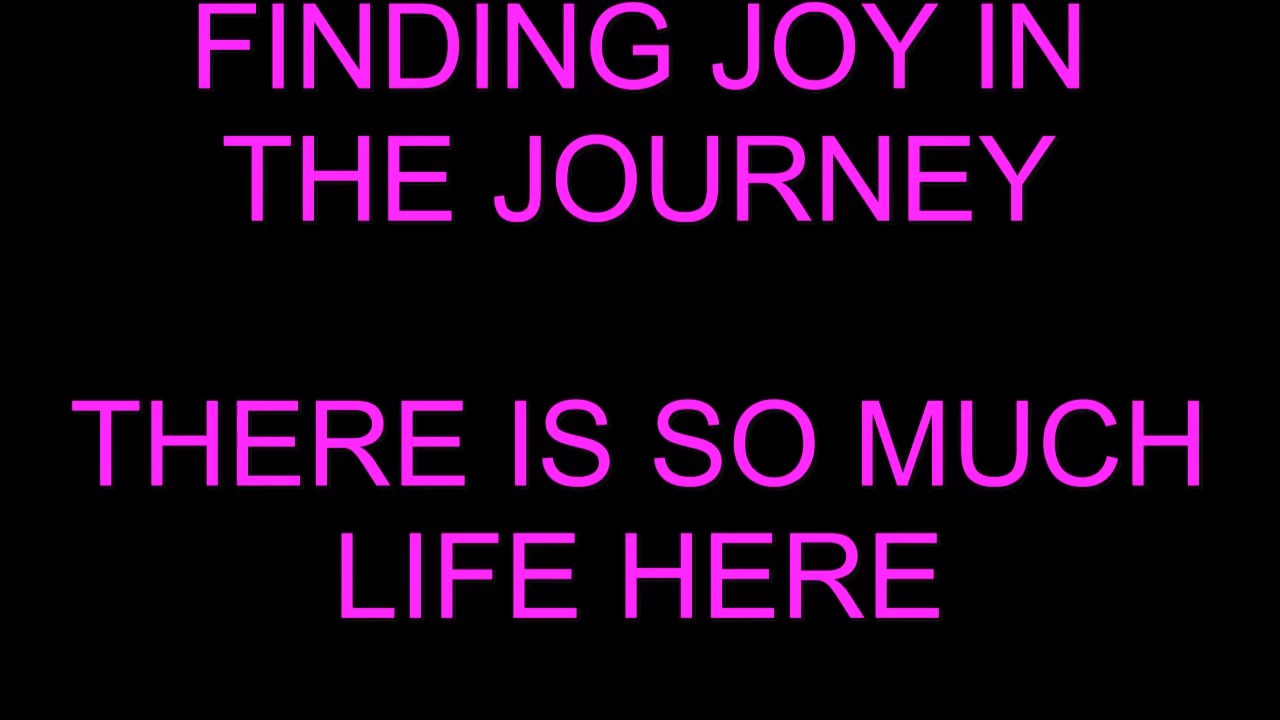 FINDING JOY IN
THE JOURNEY
THERE IS SO MUCH
LIFE HERE